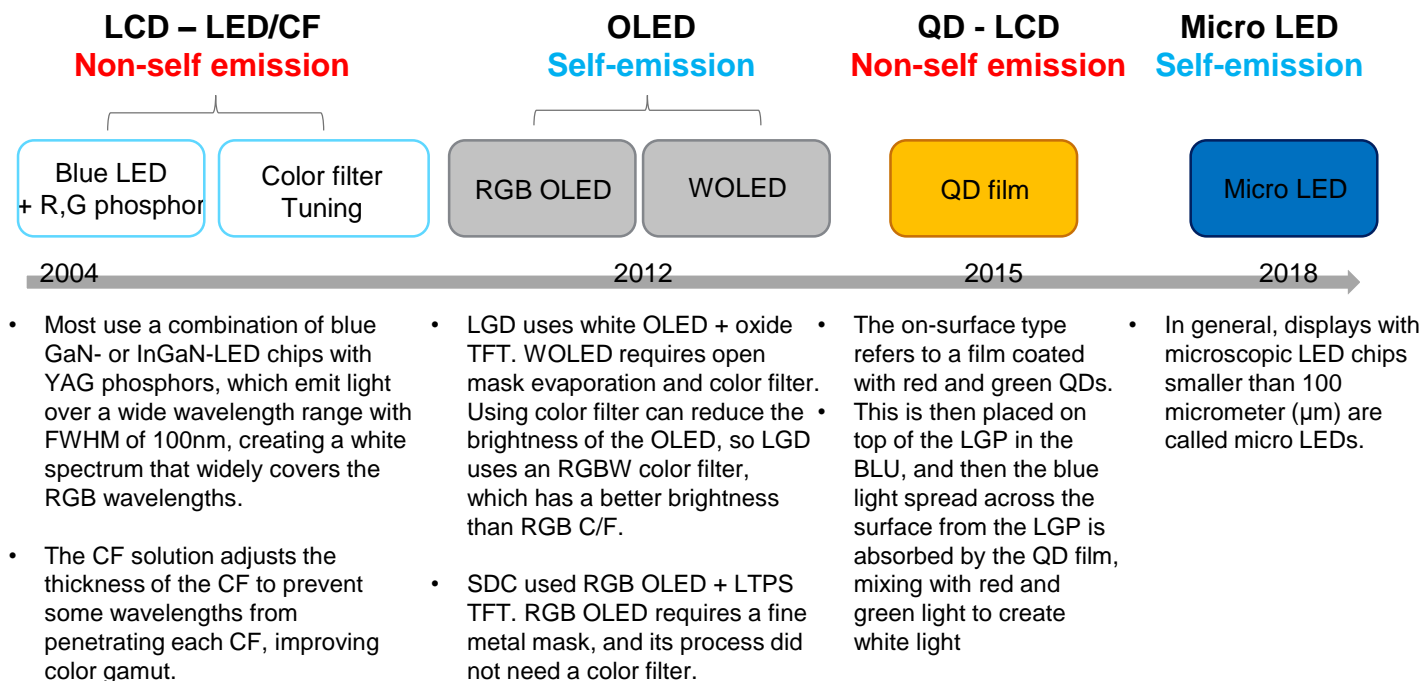 LCD – LED/CF
Non-self emission
OLED
Self-emission
QD - LCD
Non-self emission
Micro LED
Self-emission
Blue LED
+ R,G phosphor
Color filter
Tuning
RGB OLED
WOLED
QD film
Micro LED
2004
2012
2015
2018
• Most use a combination of blue
GaN- or InGaN-LED chips with
YAG phosphors, which emit light
over a wide wavelength range with
FWHM of 100nm, creating a white
spectrum that widely covers the
RGB wavelengths.
• The CF solution adjusts the
thickness of the CF to prevent
some wavelengths from
penetrating each CF, improving
color gamut.
• LGD uses white OLED + oxide
TFT. WOLED requires open
mask evaporation and color filter.
Using color filter can reduce the
brightness of the OLED, so LGD
uses an RGBW color filter,
which has a better brightness
than RGB C/F.
• SDC used RGB OLED + LTPS
TFT. RGB OLED requires a fine
metal mask, and its process did
not need a color filter.
• The on-surface type
refers to a film coated
with red and green QDs.
• This is then placed on
top of the LGP in the
BLU, and then the blue
light spread across the
surface from the LGP is
absorbed by the QD film,
mixing with red and
green light to create
white light
• In general, displays with
microscopic LED chips
smaller than 100
micrometer (μm) are
called micro LEDs.